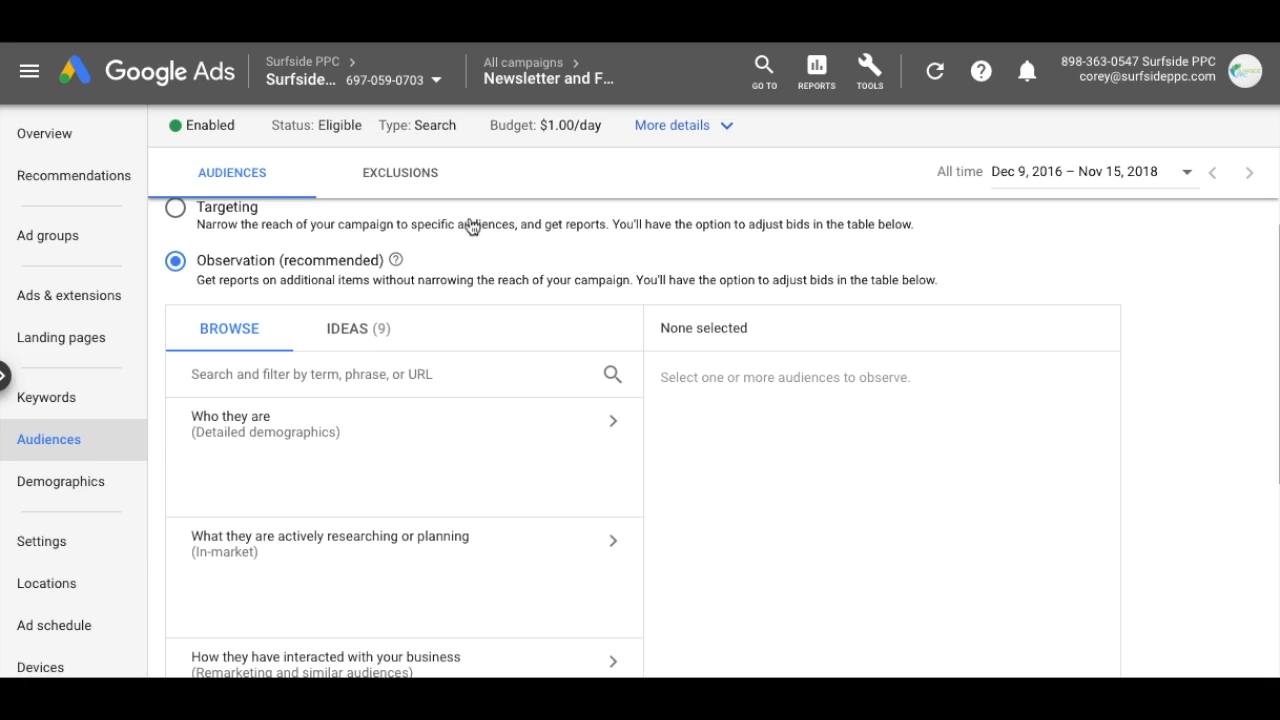 Google Ads
Surfside PPC >
Surfside... 697-059-0703
All campaigns >
Newsletter and F...
GO TO
REPORTS
TOOLS
898-363-0547 Surfside PPC
corey@surfsideppc.com
Overview
Recommendations
Ad groups
Ads & extensions
Landing pages
Keywords
Audiences
Demographics
Settings
Locations
Ad schedule
Devices
Enabled Status: Eligible Type: Search Budget: $1.00/day More details
AUDIENCES EXCLUSIONS
All time Dec 9, 2016 – Nov 15, 2018
Targeting
Narrow the reach of your campaign to specific audiences, and get reports. You'll have the option to adjust bids in the table below.
Observation (recommended)
Get reports on additional items without narrowing the reach of your campaign. You'll have the option to adjust bids in the table below.
BROWSE IDEAS (9)
None selected
Search and filter by term, phrase, or URL
Select one or more audiences to observe.
Who they are
(Detailed demographics)
What they are actively researching or planning
(In-market)
How they have interacted with your business
(Remarketing and similar audiences)